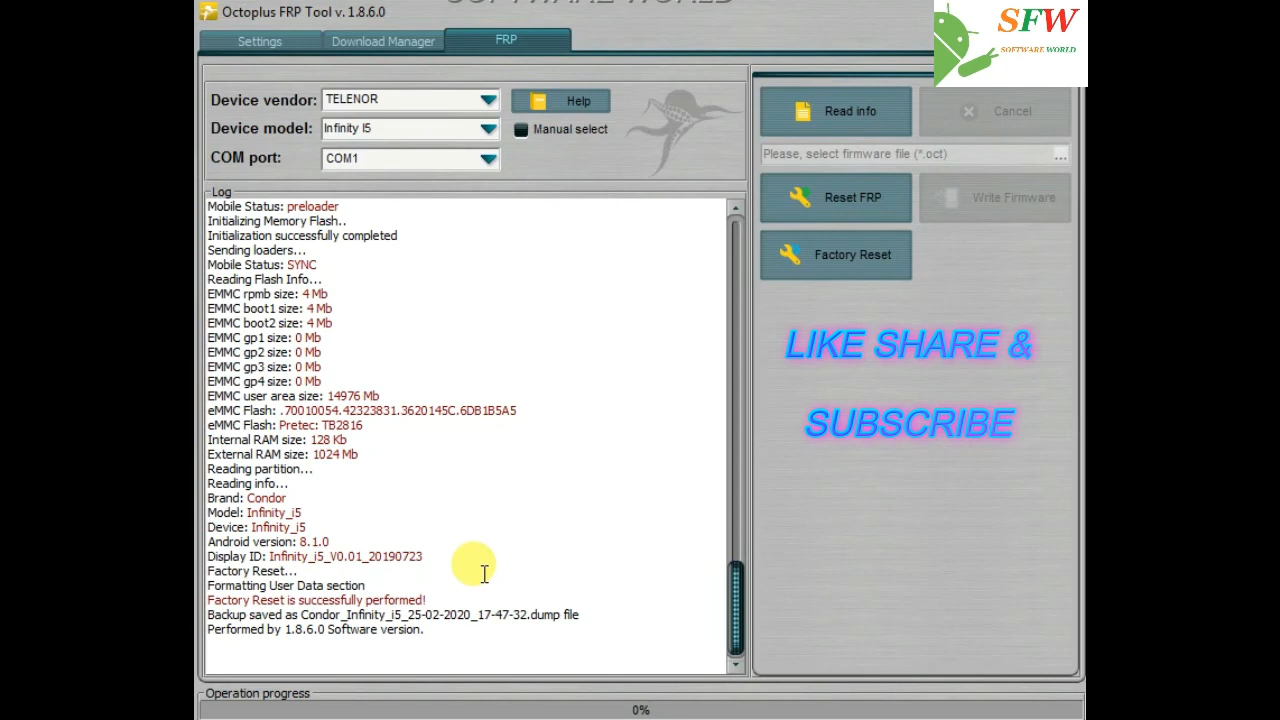 SOFTWARE WORLD
Octoplus FRP Tool v. 1.8.6.0
SFW
SOFTWARE WORLD
Settings
Download Manager
FRP
Device vendor: TELENOR
Help
Device model: Infinity I5
Manual select
COM port: COM1
Read info
Cancel
Please, select firmware file (*.oct)
...
Reset FRP
Write Firmware
Factory Reset
Log
Mobile Status: preloader
Initializing Memory Flash..
Initialization successfully completed
Sending loaders...
Mobile Status: SYNC
Reading Flash Info...
EMMC rpmb size: 4 Mb
EMMC boot1 size: 4 Mb
EMMC boot2 size: 4 Mb
EMMC gp1 size: 0 Mb
EMMC gp2 size: 0 Mb
EMMC gp3 size: 0 Mb
EMMC gp4 size: 0 Mb
EMMC user area size: 14976 Mb
eMMC Flash: .70010054.42323831.3620145C.6DB1B5A5
eMMC Flash: Pretec: TB2816
Internal RAM size: 128 Kb
External RAM size: 1024 Mb
Reading partition...
Reading info...
Brand: Condor
Model: Infinity_i5
Device: Infinity_i5
Android version: 8.1.0
Display ID: Infinity_i5_V0.01_20190723
Factory Reset...
Formatting User Data section
Factory Reset is successfully performed!
Backup saved as Condor_Infinity_i5_25-02-2020_17-47-32.dump file
Performed by 1.8.6.0 Software version.
LIKE SHARE &
SUBSCRIBE
Operation progress
0%